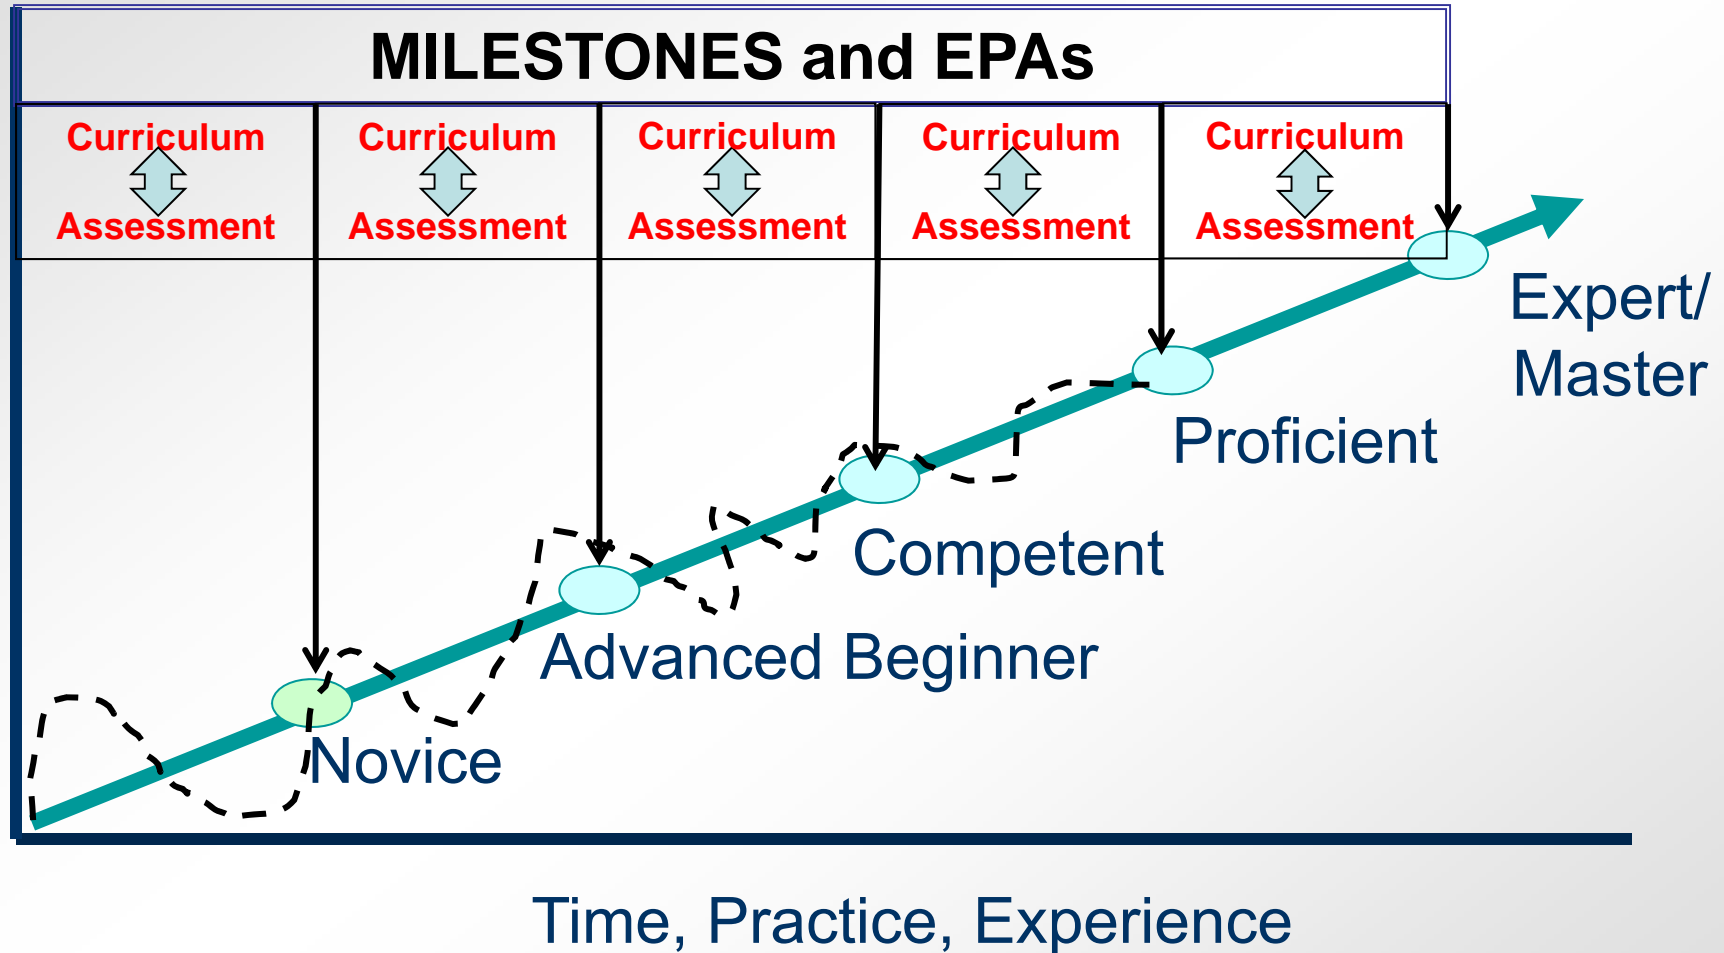 MILESTONES and EPAs
Curriculum
Curriculum
Curriculum
Curriculum
Curriculum
Assessment
Assessment
Assessment
Assessment
Assessment
Expert/
Master
Proficient
Competent
Advanced Beginner
Novice
Time, Practice, Experience